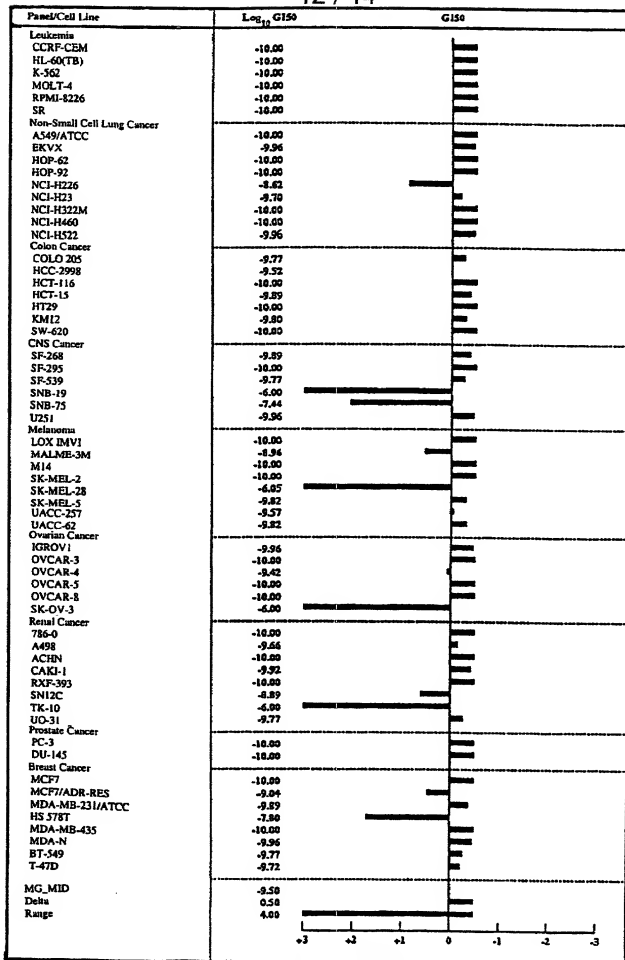 12 / 14
Panel/Cell Line Log10 GI50 GI50
Leukemia
CCRF-CEM -10.00
HL-60(TB) -10.00
K-562 -10.00
MOLT-4 -10.00
RPMI-8226 -10.00
SR -10.00
Non-Small Cell Lung Cancer
A549/ATCC -10.00
EKVX -9.96
HOP-62 -10.00
HOP-92 -10.00
NCI-H226 -8.62
NCI-H23 -9.70
NCI-H322M -10.00
NCI-H460 -10.00
NCI-H522 -9.96
Colon Cancer
COLO 205 -9.77
HCC-2998 -9.52
HCT-116 -10.00
HCT-15 -9.89
HT29 -10.00
KM12 -9.80
SW-620 -10.00
CNS Cancer
SF-268 -9.89
SF-295 -10.00
SF-539 -9.77
SNB-19 -6.00
SNB-75 -7.44
U251 -9.96
Melanoma
LOX IMVI -10.00
MALME-3M -8.96
M14 -10.00
SK-MEL-2 -10.00
SK-MEL-28 -6.05
SK-MEL-5 -9.82
UACC-257 -9.57
UACC-62 -9.82
Ovarian Cancer
IGROV1 -9.96
OVCAR-3 -10.00
OVCAR-4 -9.42
OVCAR-5 -10.00
OVCAR-8 -10.00
SK-OV-3 -6.00
Renal Cancer
786-0 -10.00
A498 -9.66
ACHN -10.00
CAKI-1 -9.92
RXF-393 -10.00
SN12C -8.89
TK-10 -6.00
UO-31 -9.77
Prostate Cancer
PC-3 -10.00
DU-145 -10.00
Breast Cancer
MCF7 -10.00
MCF7/ADR-RES -9.04
MDA-MB-231/ATCC -9.89
HS 578T -7.80
MDA-MB-435 -10.00
MDA-N -9.96
BT-549 -9.77
T-47D -9.72
MG_MID -9.50
Delta 0.50
Range 4.00
+3 +2 +1 0 -1 -2 -3